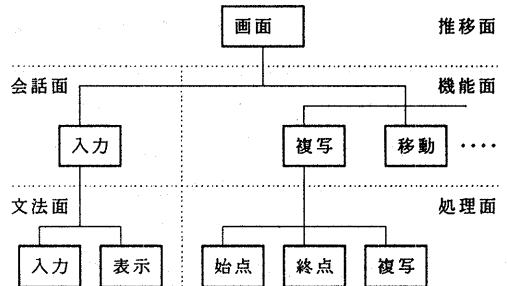 画面 推移面
会話面 機能面
入力 複写 移動 ····
文法面 処理面
入力 表示 始点 終点 複写